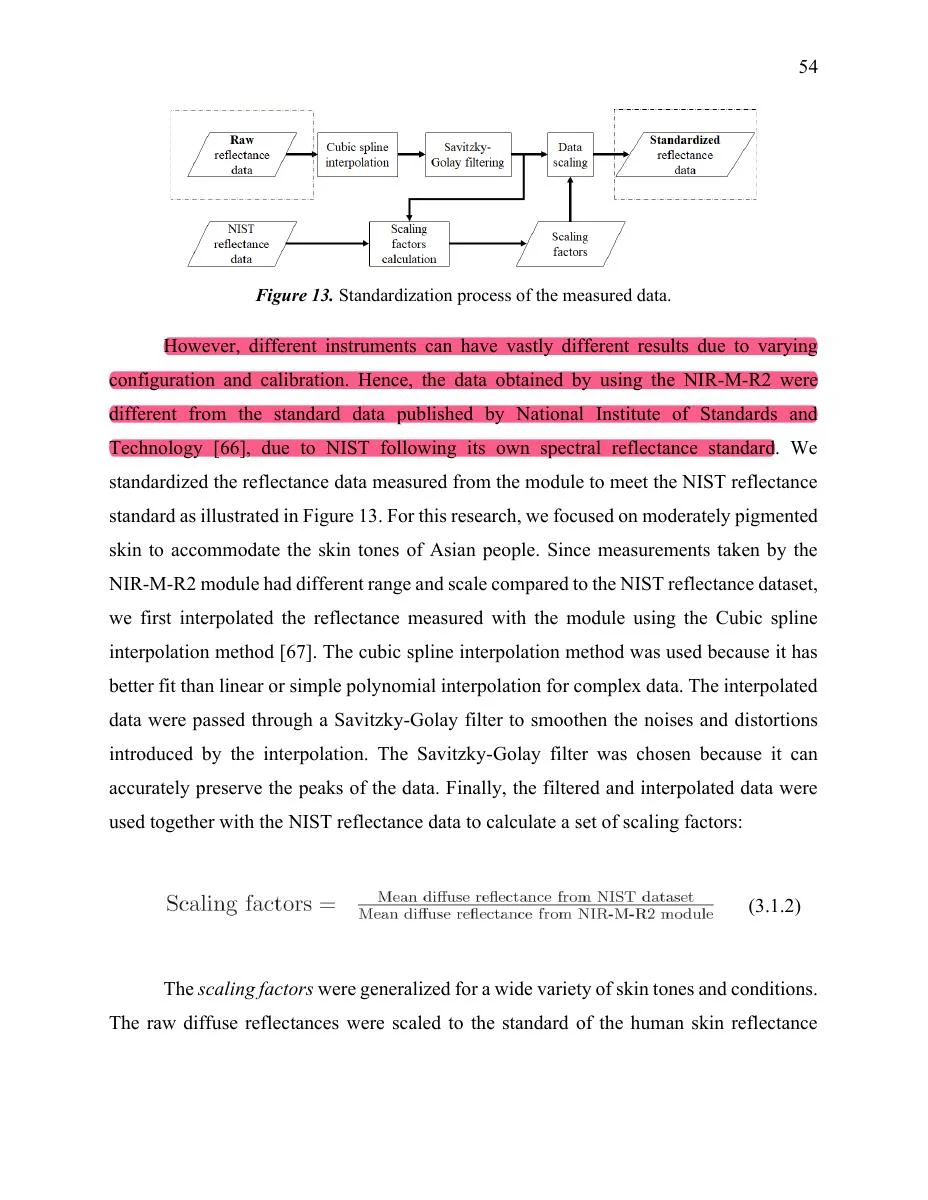 54
Raw
reflectance
data
Cubic spline
interpolation
Savitzky-
Golay filtering
Data
scaling
Standardized
reflectance
data
NIST
reflectance
data
Scaling
factors
calculation
Scaling
factors
Figure 13. Standardization process of the measured data.
However, different instruments can have vastly different results due to varying
configuration and calibration. Hence, the data obtained by using the NIR-M-R2 were
different from the standard data published by National Institute of Standards and
Technology [66], due to NIST following its own spectral reflectance standard. We
standardized the reflectance data measured from the module to meet the NIST reflectance
standard as illustrated in Figure 13. For this research, we focused on moderately pigmented
skin to accommodate the skin tones of Asian people. Since measurements taken by the
NIR-M-R2 module had different range and scale compared to the NIST reflectance dataset,
we first interpolated the reflectance measured with the module using the Cubic spline
interpolation method [67]. The cubic spline interpolation method was used because it has
better fit than linear or simple polynomial interpolation for complex data. The interpolated
data were passed through a Savitzky-Golay filter to smoothen the noises and distortions
introduced by the interpolation. The Savitzky-Golay filter was chosen because it can
accurately preserve the peaks of the data. Finally, the filtered and interpolated data were
used together with the NIST reflectance data to calculate a set of scaling factors:
Scaling factors = Mean diffuse reflectance from NIST dataset
Mean diffuse reflectance from NIR-M-R2 module (3.1.2)
The scaling factors were generalized for a wide variety of skin tones and conditions.
The raw diffuse reflectances were scaled to the standard of the human skin reflectance